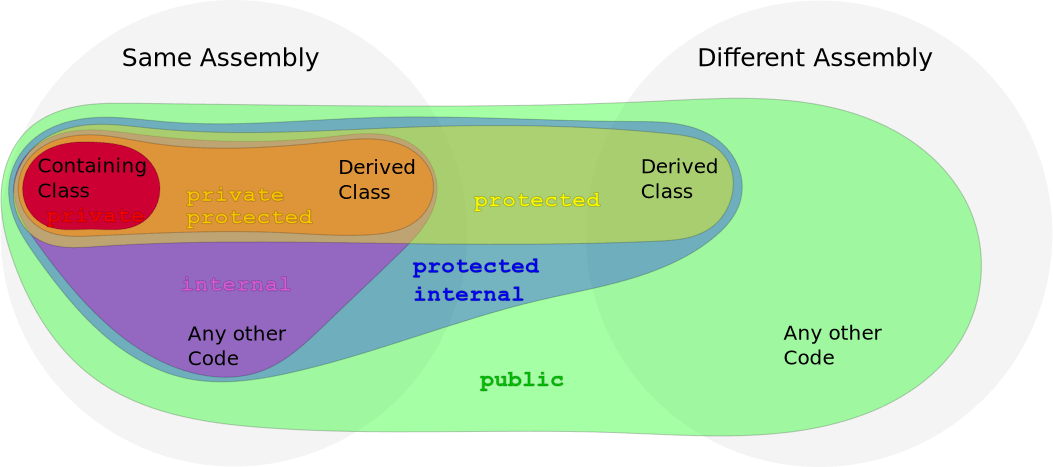 Same Assembly
Different Assembly
Containing
Class
private
private
protected
Derived
Class
protected
Derived
Class
internal
protected
internal
Any other
Code
Any other
Code
public